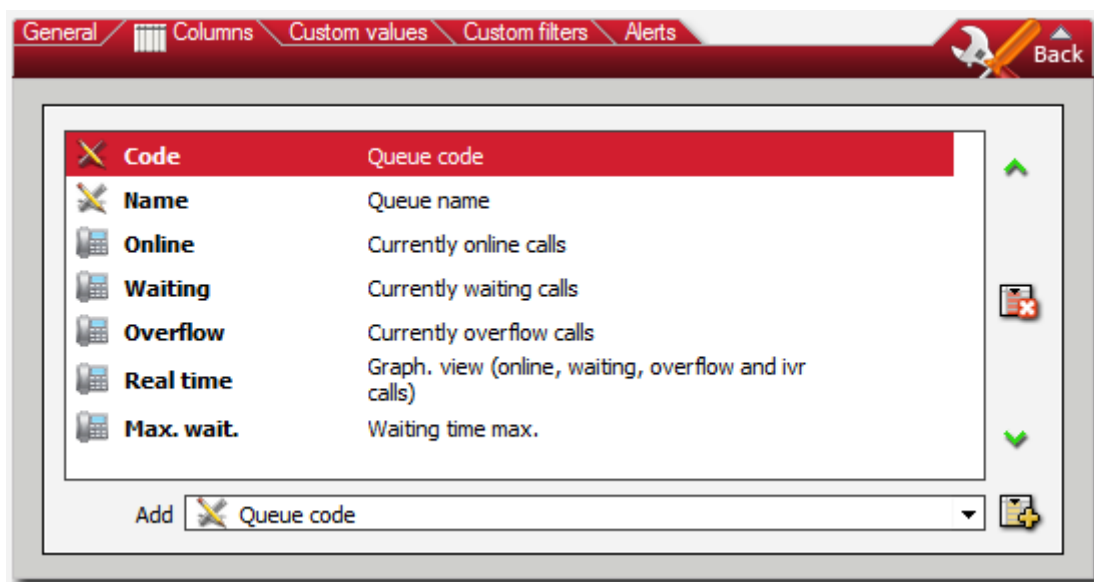 General Columns Custom values Custom filters Alerts Back
Code Queue code
Name Queue name
Online Currently online calls
Waiting Currently waiting calls
Overflow Currently overflow calls
Real time Graph. view (online, waiting, overflow and ivr
calls)
Max. wait. Waiting time max.
Add Queue code